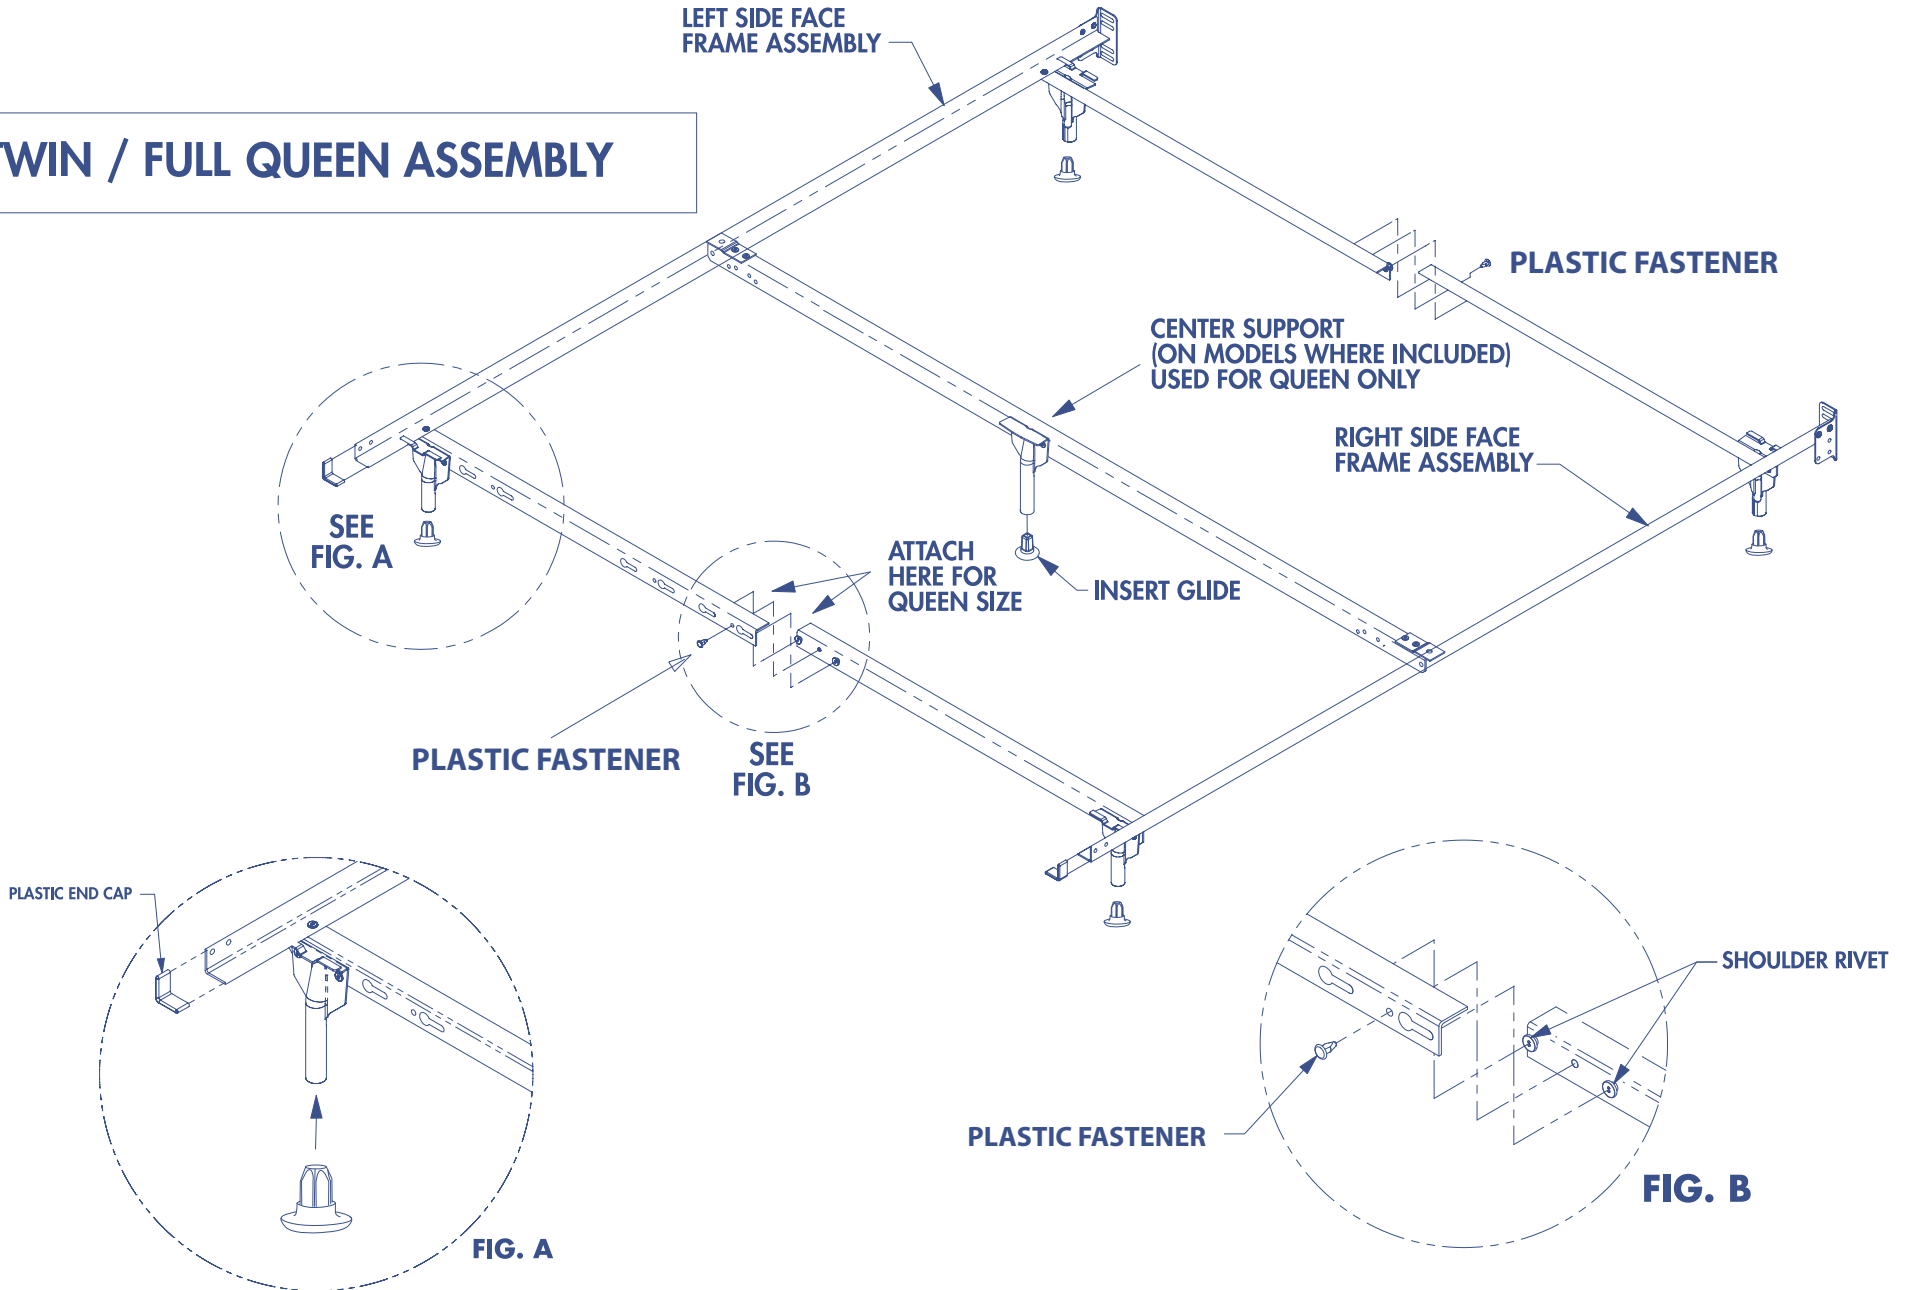 LEFT SIDE FACE
FRAME ASSEMBLY
TWIN / FULL QUEEN ASSEMBLY
PLASTIC FASTENER
CENTER SUPPORT
(ON MODELS WHERE INCLUDED)
USED FOR QUEEN ONLY
RIGHT SIDE FACE
FRAME ASSEMBLY
SEE
FIG. A
ATTACH
HERE FOR
QUEEN SIZE
INSERT GLIDE
PLASTIC FASTENER
SEE
FIG. B
PLASTIC END CAP
FIG. A
SHOULDER RIVET
PLASTIC FASTENER
FIG. B